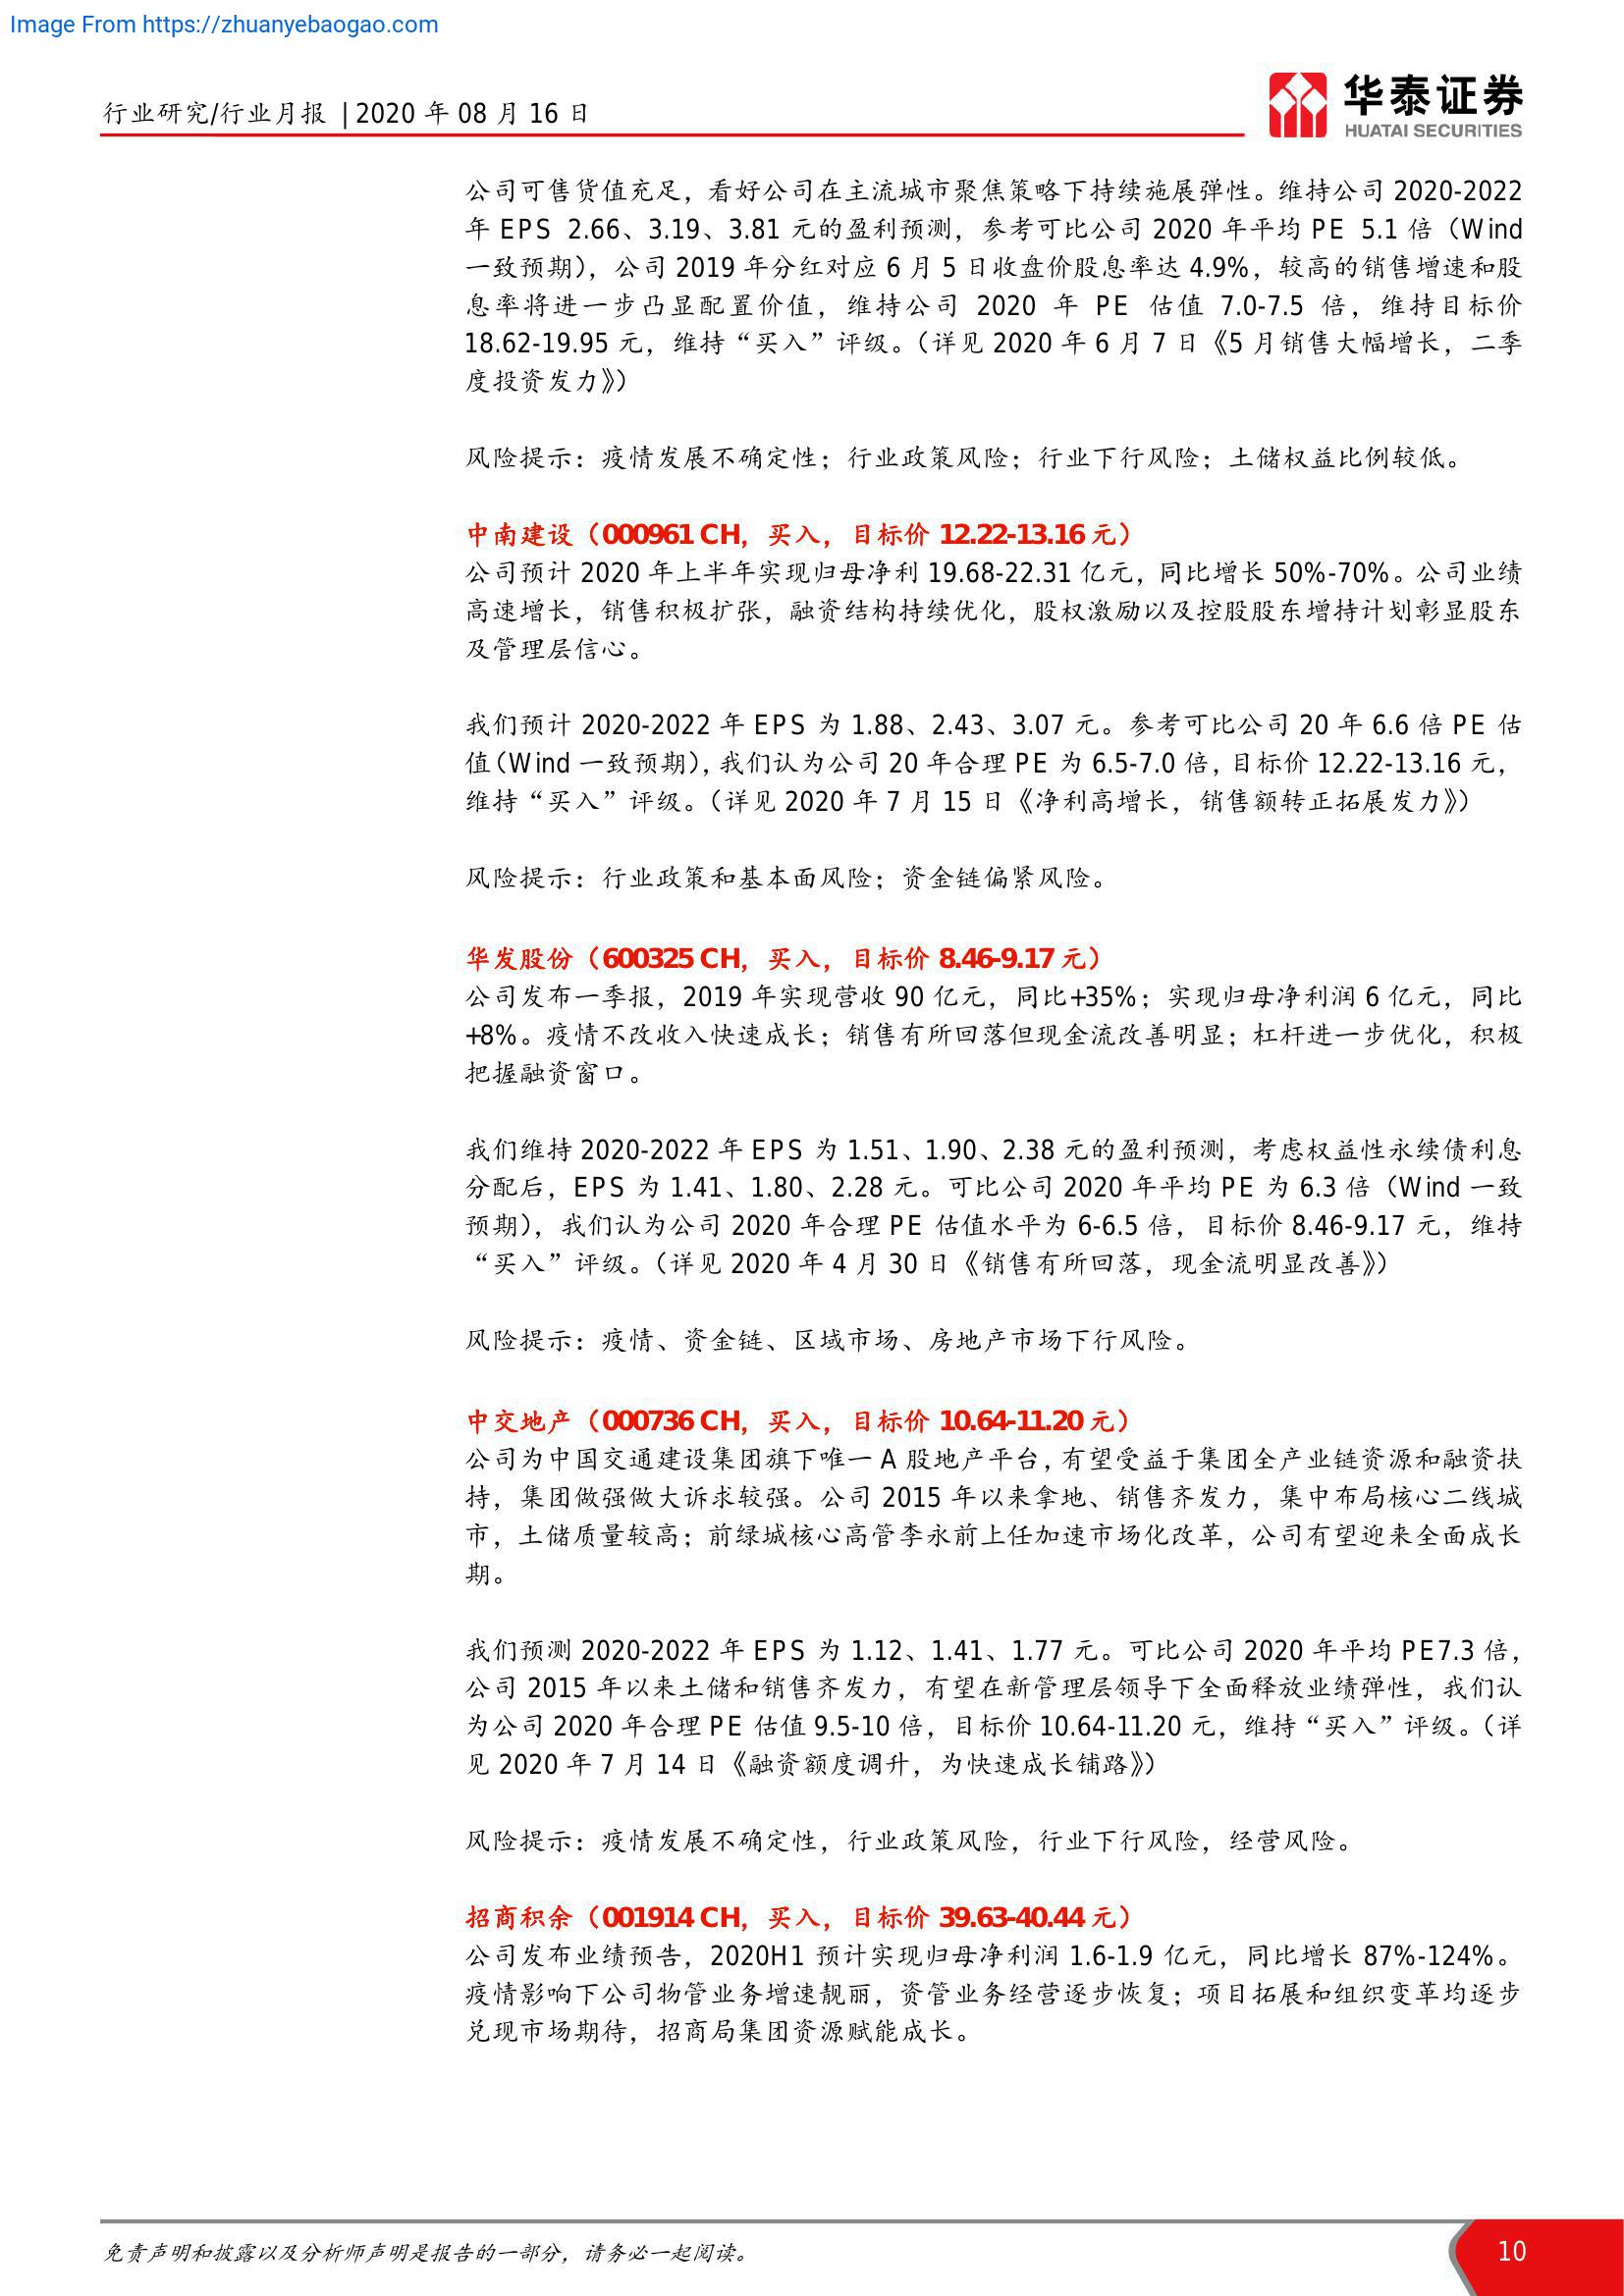 Image From https://zhuanyebaogao.com
行业研究/行业月报 | 2020 年 08 月 16 日
华泰证券
HUATAI SECURITIES
公司可售货值充足，看好公司在主流城市聚焦策略下持续施展弹性。维持公司 2020-2022
年 EPS 2.66、3.19、3.81 元的盈利预测，参考可比公司 2020 年平均 PE 5.1 倍（Wind
一致预期），公司 2019 年分红对应 6 月 5 日收盘价股息率达 4.9%，较高的销售增速和股
息率将进一步凸显配置价值，维持公司 2020 年 PE 估值 7.0-7.5 倍，维持目标价
18.62-19.95 元，维持“买入”评级。（详见 2020 年 6 月 7 日《5 月销售大幅增长，二季
度投资发力》）
风险提示：疫情发展不确定性；行业政策风险；行业下行风险；土储权益比例较低。
中南建设（000961 CH，买入，目标价 12.22-13.16 元）
公司预计 2020 年上半年实现归母净利 19.68-22.31 亿元，同比增长 50%-70%。公司业绩
高速增长，销售积极扩张，融资结构持续优化，股权激励以及控股股东增持计划彰显股东
及管理层信心。
我们预计 2020-2022 年 EPS 为 1.88、2.43、3.07 元。参考可比公司 20 年 6.6 倍 PE 估
值（Wind 一致预期），我们认为公司 20 年合理 PE 为 6.5-7.0 倍，目标价 12.22-13.16 元，
维持“买入”评级。（详见 2020 年 7 月 15 日《净利高增长，销售额转正拓展发力》）
风险提示：行业政策和基本面风险；资金链偏紧风险。
华发股份（600325 CH，买入，目标价 8.46-9.17 元）
公司发布一季报，2019 年实现营收 90 亿元，同比+35%；实现归母净利润 6 亿元，同比
+8%。疫情不改收入快速成长；销售有所回落但现金流改善明显；杠杆进一步优化，积极
把握融资窗口。
我们维持 2020-2022 年 EPS 为 1.51、1.90、2.38 元的盈利预测，考虑权益性永续债利息
分配后，EPS 为 1.41、1.80、2.28 元。可比公司 2020 年平均 PE 为 6.3 倍（Wind 一致
预期），我们认为公司 2020 年合理 PE 估值水平为 6-6.5 倍，目标价 8.46-9.17 元，维持
“买入”评级。（详见 2020 年 4 月 30 日《销售有所回落，现金流明显改善》）
风险提示：疫情、资金链、区域市场、房地产市场下行风险。
中交地产（000736 CH，买入，目标价 10.64-11.20 元）
公司为中国交通建设集团旗下唯一 A 股地产平台，有望受益于集团全产业链资源和融资扶
持，集团做强做大诉求较强。公司 2015 年以来拿地、销售齐发力，集中布局核心二线城
市，土储质量较高；前绿城核心高管李永前上任加速市场化改革，公司有望迎来全面成长
期。
我们预测 2020-2022 年 EPS 为 1.12、1.41、1.77 元。可比公司 2020 年平均 PE7.3 倍，
公司 2015 年以来土储和销售齐发力，有望在新管理层领导下全面释放业绩弹性，我们认
为公司 2020 年合理 PE 估值 9.5-10 倍，目标价 10.64-11.20 元，维持“买入”评级。（详
见 2020 年 7 月 14 日《融资额度调升，为快速成长铺路》）
风险提示：疫情发展不确定性，行业政策风险，行业下行风险，经营风险。
招商积余（001914 CH，买入，目标价 39.63-40.44 元）
公司发布业绩预告，2020H1 预计实现归母净利润 1.6-1.9 亿元，同比增长 87%-124%。
疫情影响下公司物管业务增速靓丽，资管业务经营逐步恢复；项目拓展和组织变革均逐步
兑现市场期待，招商局集团资源赋能成长。
免责声明和披露以及分析师声明是报告的一部分，请务必一起阅读。
10